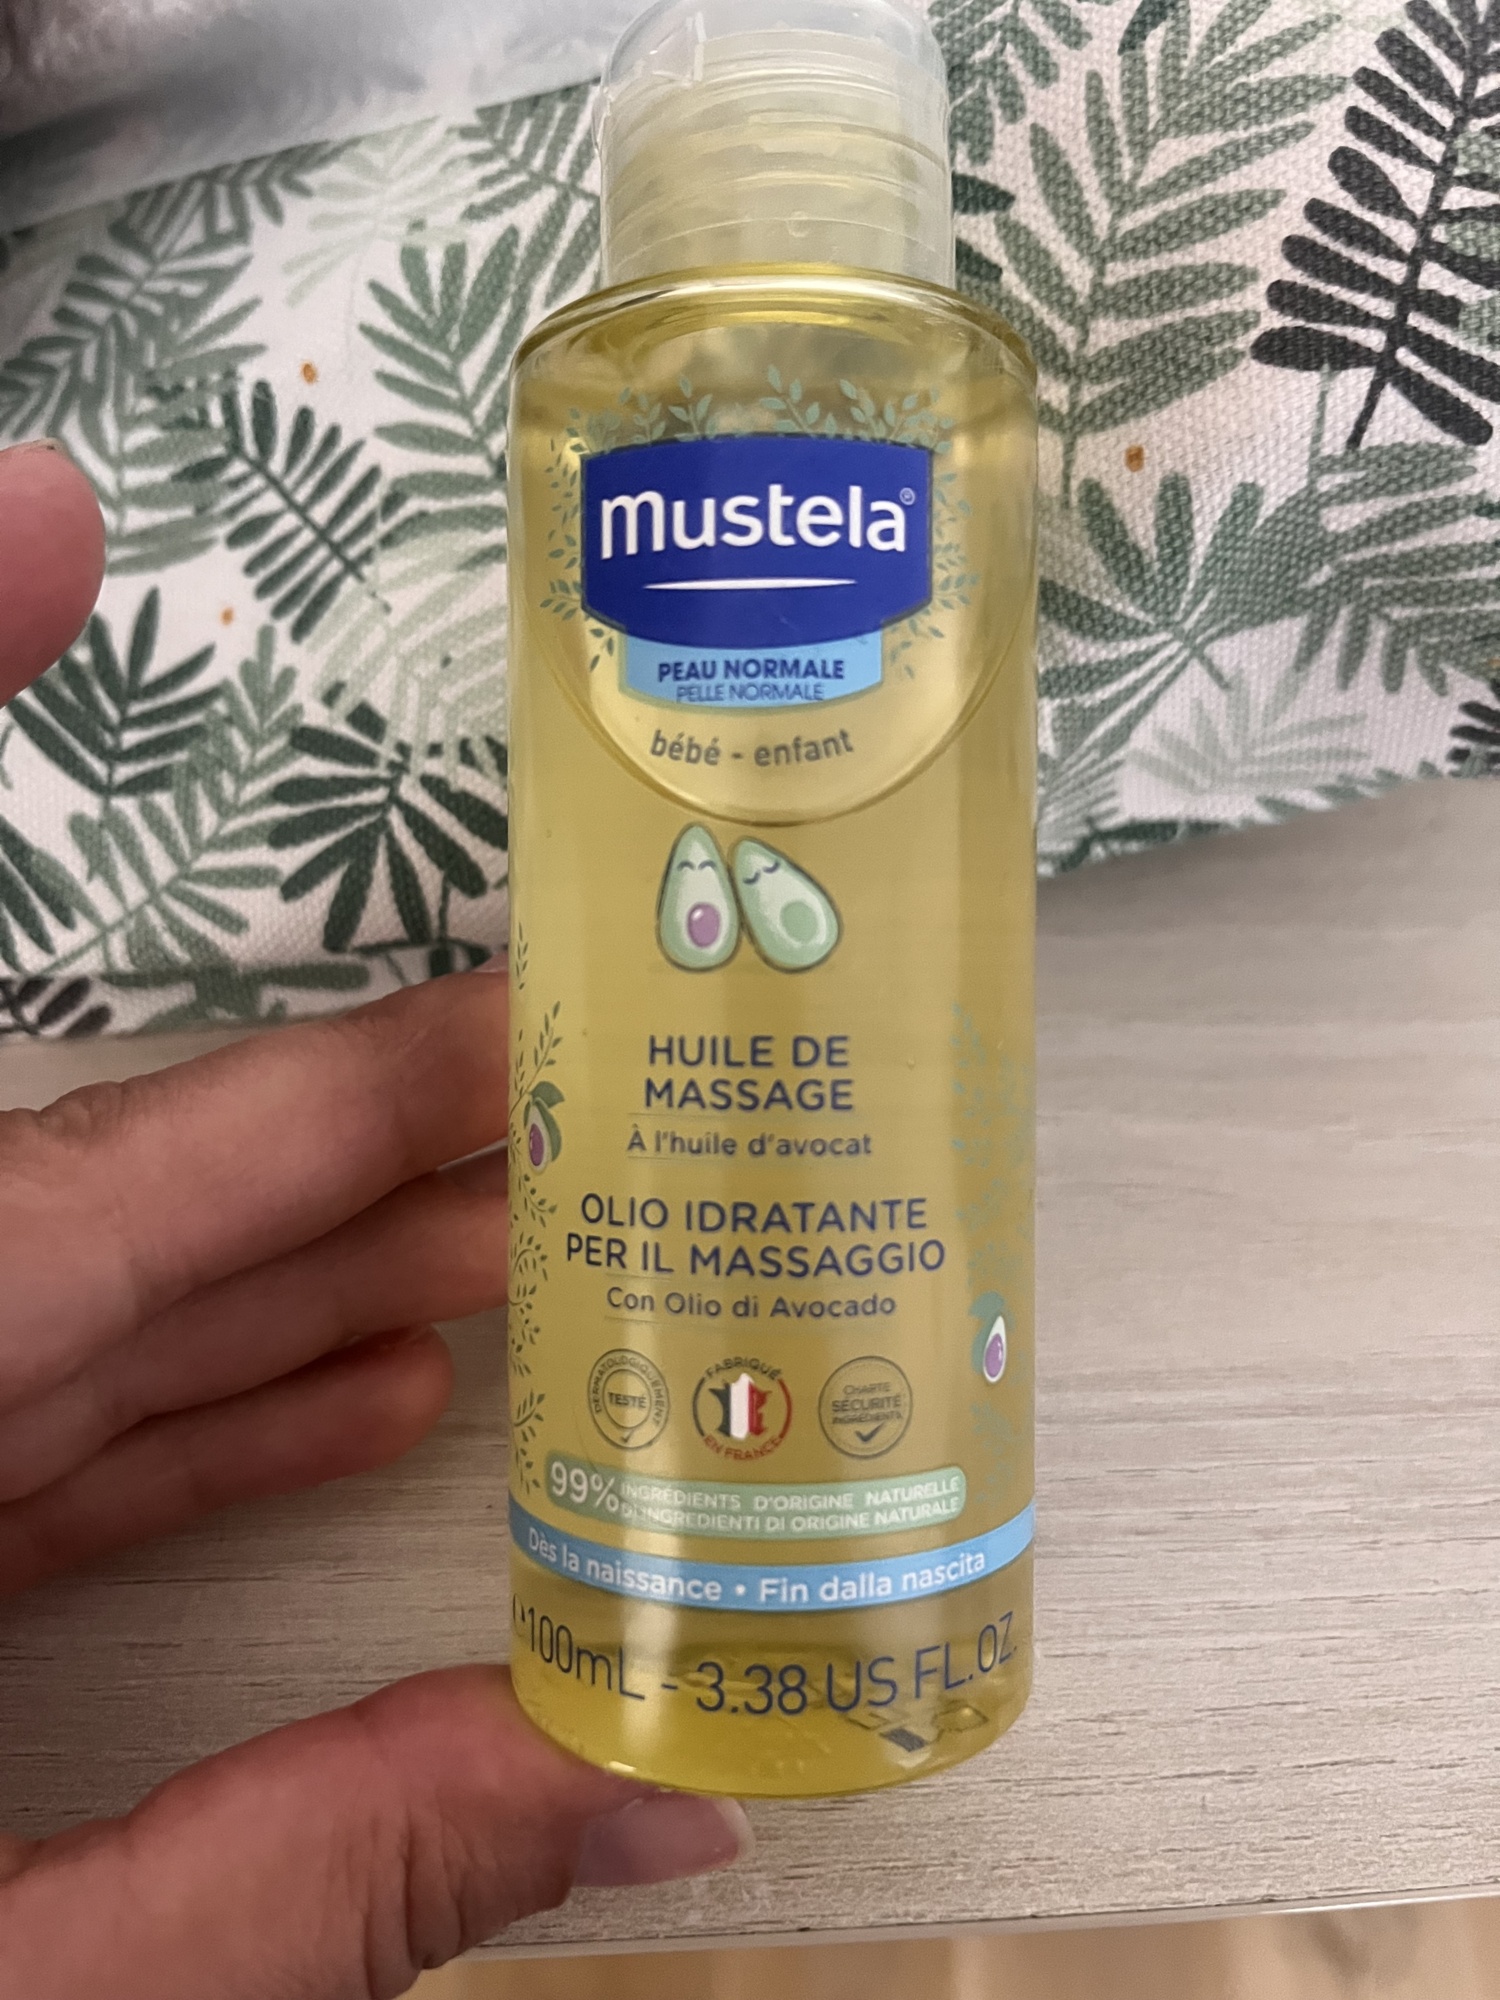 mustela®
PEAU NORMALE
PELLE NORMALE
bébé - enfant
HUILE DE
MASSAGE
À l'huile d'avocat
OLIO IDRATANTE
PER IL MASSAGGIO
Con Olio di Avocado
DERMATOLOGIQUEMENT
TESTÉ
FABRIQUÉ
EN FRANCE
CHARTE
SÉCURITÉ
INGRÉDIENTS
99% INGRÉDIENTS D'ORIGINE NATURELLE
DI INGREDIENTI DI ORIGINE NATURALE
Dès la naissance • Fin dalla nascita
100mL - 3.38 US FL.OZ.